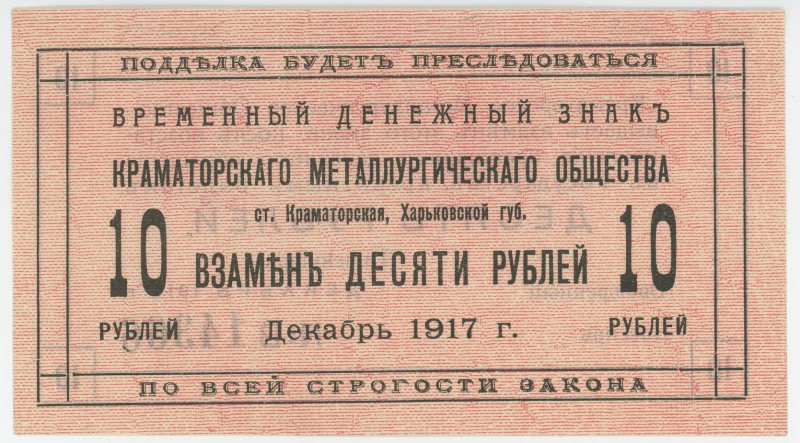 ПОДДѢЛКА БУДЕТЪ ПРЕСЛѢДОВАТЬСЯ
ВРЕМЕННЫЙ ДЕНЕЖНЫЙ ЗНАКЪ
КРАМАТОРСКАГО МЕТАЛЛУРГИЧЕСКАГО ОБЩЕСТВА
ст. Краматорская, Харьковской губ.
10 ВЗАМѢНЪ ДЕСЯТИ РУБЛЕЙ 10
РУБЛЕЙ Декабрь 1917 г. РУБЛЕЙ
ПО ВСЕЙ СТРОГОСТИ ЗАКОНА